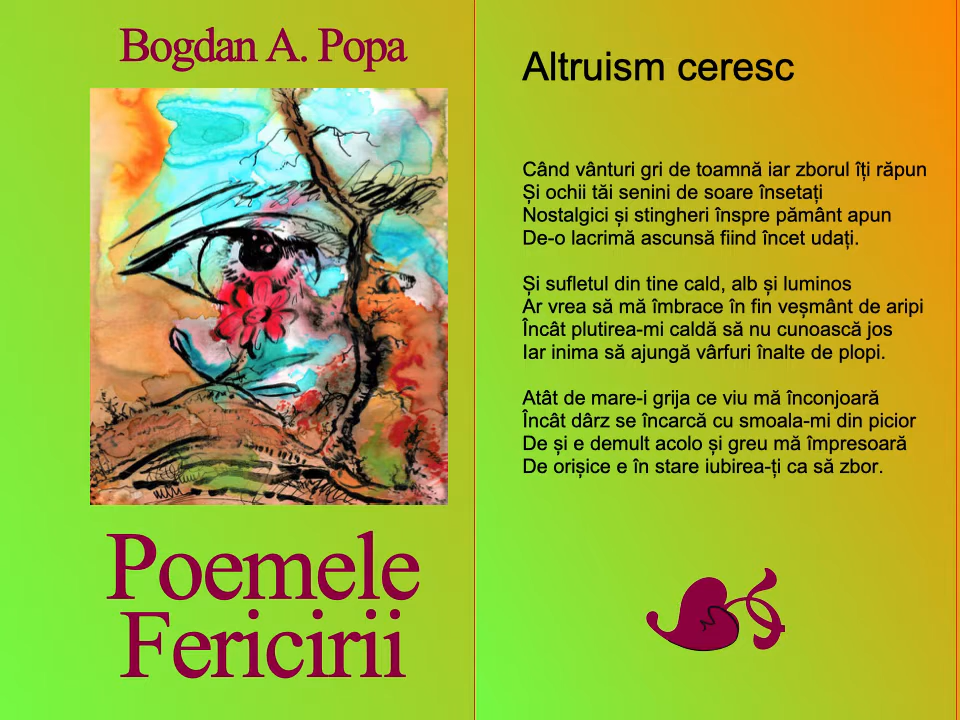 Bogdan A. Popa
Poemele
Fericirii
Altruism ceresc
Când vânturi gri de toamnă iar zborul îți răpun
Și ochii tăi senini de soare însetați
Nostalgici și stingheri înspre pământ apun
De-o lacrimă ascunsă fiind încet udați.
Și sufletul din tine cald, alb și luminos
Ar vrea să mă îmbrace în fin veșmânt de aripi
Încât plutirea-mi caldă să nu cunoască jos
Iar inima să ajungă vârfuri înalte de plopi.
Atât de mare-i grija ce viu mă înconjoară
Încât dârz se încarcă cu smoala-mi din picior
De și e demult acolo și greu mă împresoară
De orișice e în stare iubirea-ți ca să zbor.